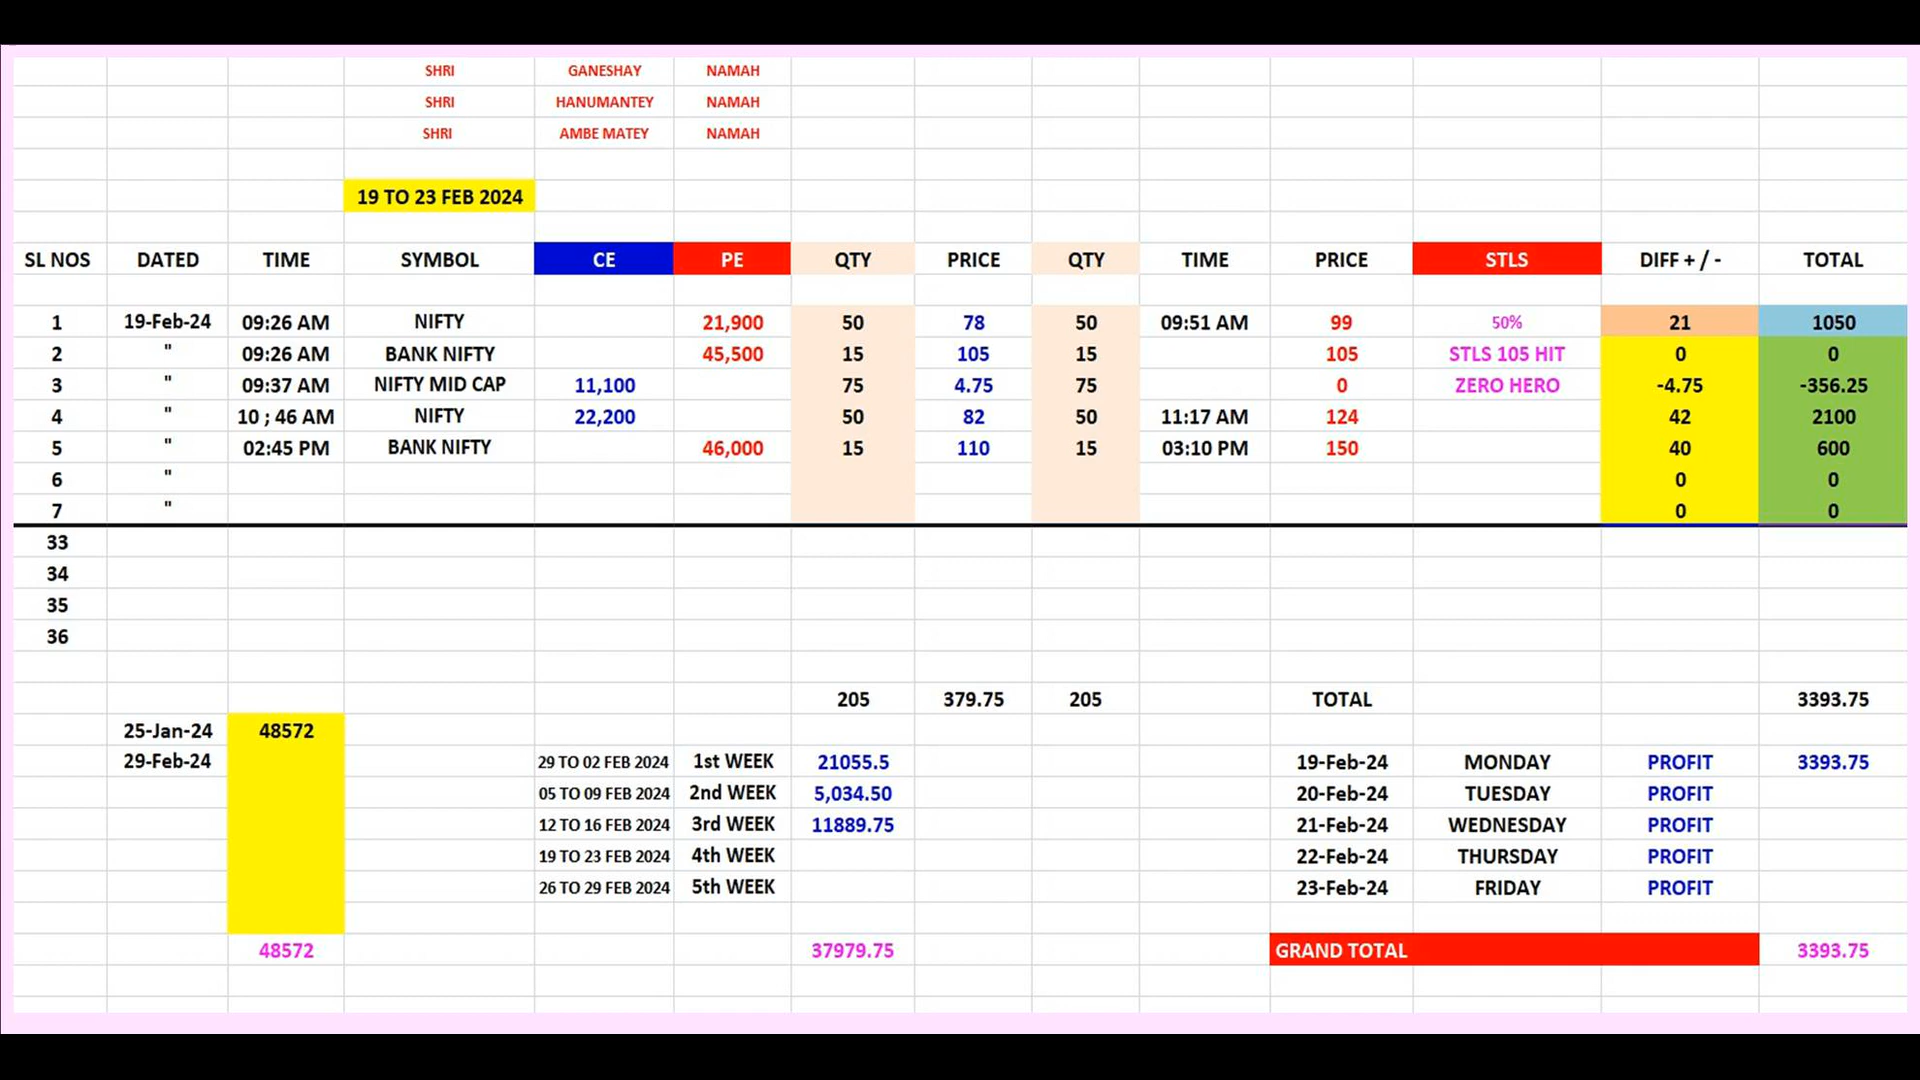 SHRI GANESHAY NAMAH
SHRI HANUMANTEY NAMAH
SHRI AMBE MATEY NAMAH
19 TO 23 FEB 2024
SL NOS DATED TIME SYMBOL CE PE QTY PRICE QTY TIME PRICE STLS DIFF + / - TOTAL
1 19-Feb-24 09:26 AM NIFTY 21,900 50 78 50 09:51 AM 99 50% 21 1050
2 " 09:26 AM BANK NIFTY 45,500 15 105 15 105 STLS 105 HIT 0 0
3 " 09:37 AM NIFTY MID CAP 11,100 75 4.75 75 0 ZERO HERO -4.75 -356.25
4 " 10 ; 46 AM NIFTY 22,200 50 82 50 11:17 AM 124 42 2100
5 " 02:45 PM BANK NIFTY 46,000 15 110 15 03:10 PM 150 40 600
6 " 0 0
7 " 0 0
33
34
35
36
205 379.75 205 TOTAL 3393.75
25-Jan-24 48572
29-Feb-24 29 TO 02 FEB 2024 1st WEEK 21055.5 19-Feb-24 MONDAY PROFIT 3393.75
05 TO 09 FEB 2024 2nd WEEK 5,034.50 20-Feb-24 TUESDAY PROFIT
12 TO 16 FEB 2024 3rd WEEK 11889.75 21-Feb-24 WEDNESDAY PROFIT
19 TO 23 FEB 2024 4th WEEK 22-Feb-24 THURSDAY PROFIT
26 TO 29 FEB 2024 5th WEEK 23-Feb-24 FRIDAY PROFIT
48572 37979.75 GRAND TOTAL 3393.75